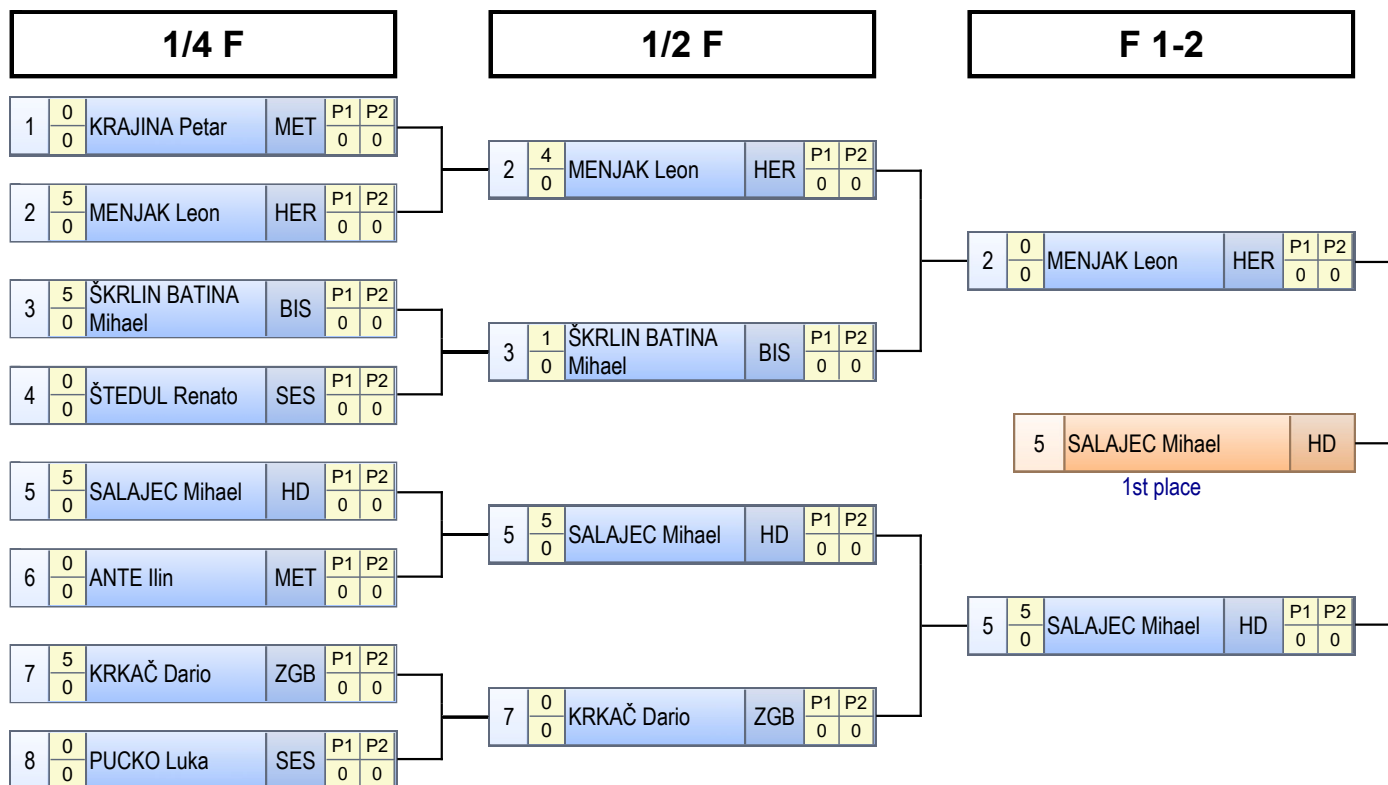 1/4 F
1/2 F
F 1-2
1 0 KRAJINA Petar MET P1 P2
0 0 0
2 5 MENJAK Leon HER P1 P2
0 0 0
3 5 ŠKRLIN BATINA BIS P1 P2
0 Mihael 0 0
4 0 ŠTEDUL Renato SES P1 P2
0 0 0
5 5 SALAJEC Mihael HD P1 P2
0 0 0
6 0 ANTE Ilin MET P1 P2
0 0 0
7 5 KRKAČ Dario ZGB P1 P2
0 0 0
8 0 PUCKO Luka SES P1 P2
0 0 0
2 4 MENJAK Leon HER P1 P2
0 0 0
3 1 ŠKRLIN BATINA BIS P1 P2
0 Mihael 0 0
5 5 SALAJEC Mihael HD P1 P2
0 0 0
7 0 KRKAČ Dario ZGB P1 P2
0 0 0
2 0 MENJAK Leon HER P1 P2
0 0 0
5 SALAJEC Mihael HD
1st place
5 5 SALAJEC Mihael HD P1 P2
0 0 0